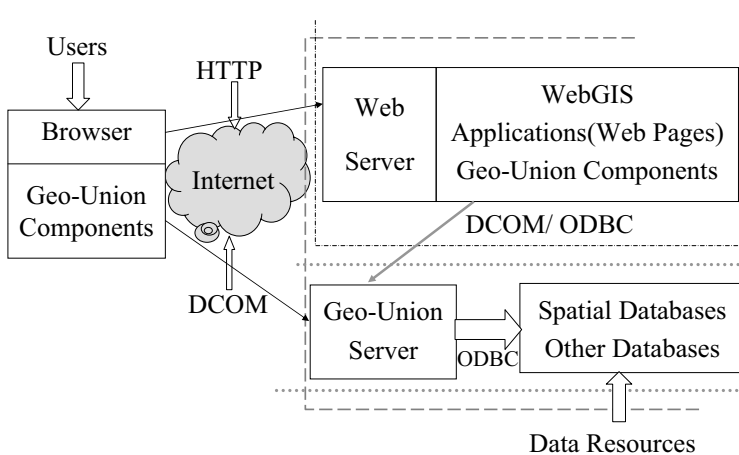 Users
HTTP
Browser
Geo-Union
Components
Internet
DCOM
Web
Server
WebGIS
Applications(Web Pages)
Geo-Union Components
DCOM/ ODBC
Geo-Union
Server
ODBC
Spatial Databases
Other Databases
Data Resources